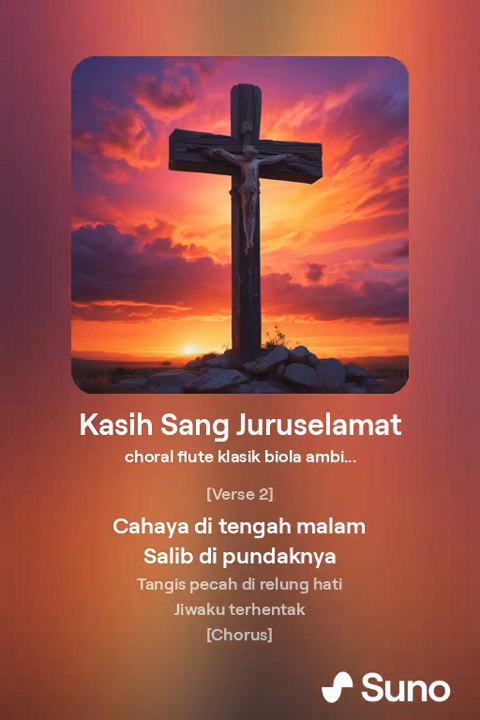 Kasih Sang Juruselamat
choral flute klasik biola ambi...
[Verse 2]
Cahaya di tengah malam
Salib di pundaknya
Tangis pecah di relung hati
Jiwaku terhentak
[Chorus]
Suno